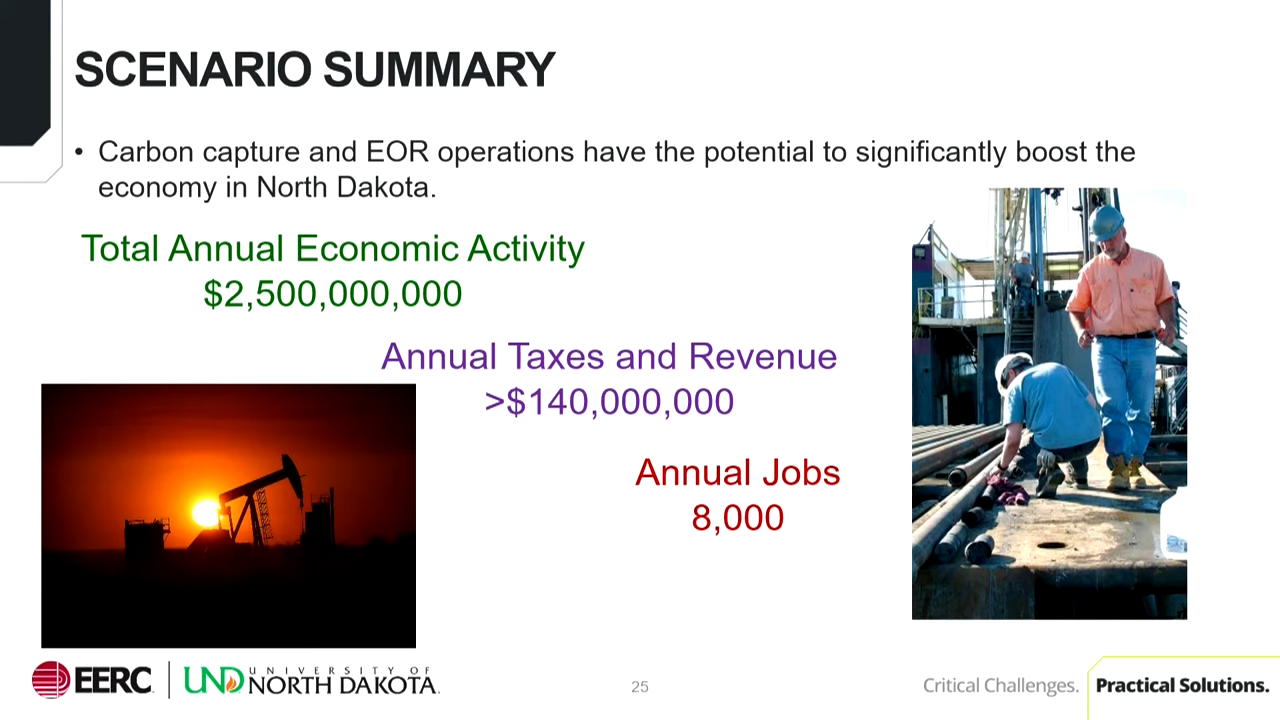 SCENARIO SUMMARY
• Carbon capture and EOR operations have the potential to significantly boost the
economy in North Dakota.
Total Annual Economic Activity
$2,500,000,000
Annual Taxes and Revenue
>$140,000,000
Annual Jobs
8,000
EERC
UND
UNIVERSITY OF
NORTH DAKOTA
25
Critical Challenges.
Practical Solutions.